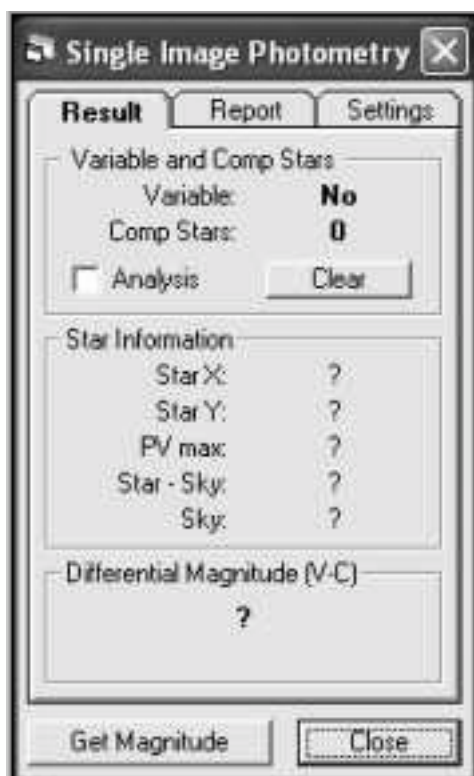 Single Image Photometry
Result Report Settings
Variable and Comp Stars
Variable: No
Comp Stars: 0
Analysis Clear
Star Information
Star X: ?
Star Y: ?
PV max: ?
Star - Sky: ?
Sky: ?
Differential Magnitude (V-C)
?
Get Magnitude Close